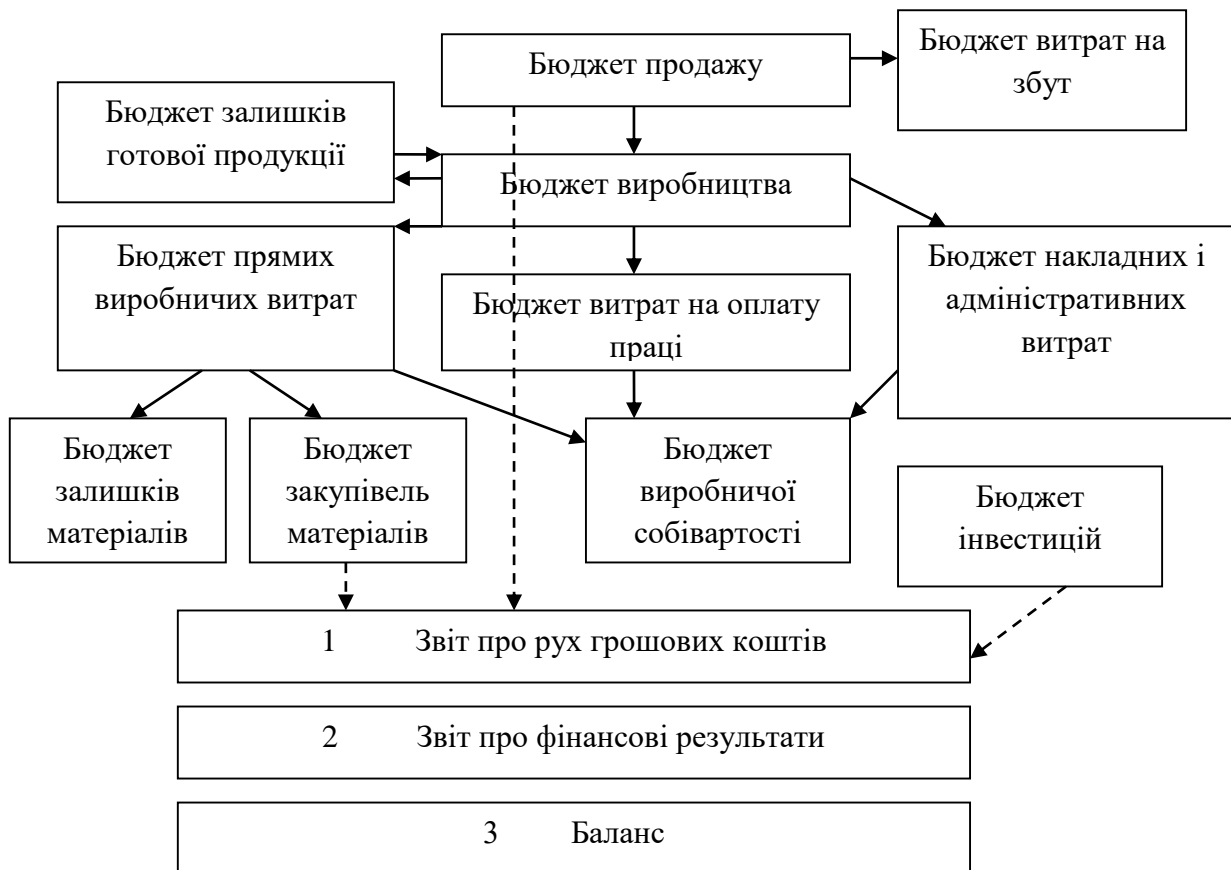 Бюджет продажу
Бюджет витрат на
збут
Бюджет залишків
готової продукції
Бюджет виробництва
Бюджет прямих
виробничих витрат
Бюджет витрат на оплату
праці
Бюджет накладних і
адміністративних
витрат
Бюджет
залишків
матеріалів
Бюджет
закупівель
матеріалів
Бюджет
виробничої
собівартості
Бюджет
інвестицій
1 Звіт про рух грошових коштів
2 Звіт про фінансові результати
3 Баланс